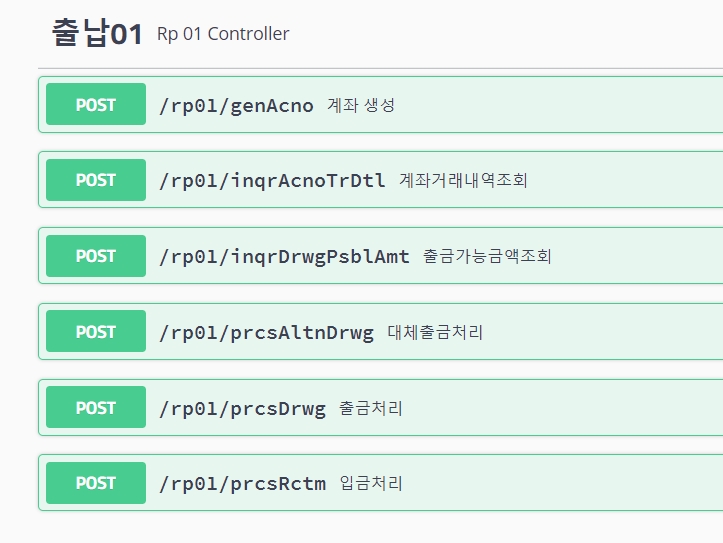 출납01 Rp 01 Controller
POST /rp01/genAcno 계좌 생성
POST /rp01/inqrAcnoTrDtl 계좌거래내역조회
POST /rp01/inqrDrwgPsblAmt 출금가능금액조회
POST /rp01/prcsAltnDrwg 대체출금처리
POST /rp01/prcsDrwg 출금처리
POST /rp01/prcsRctm 입금처리